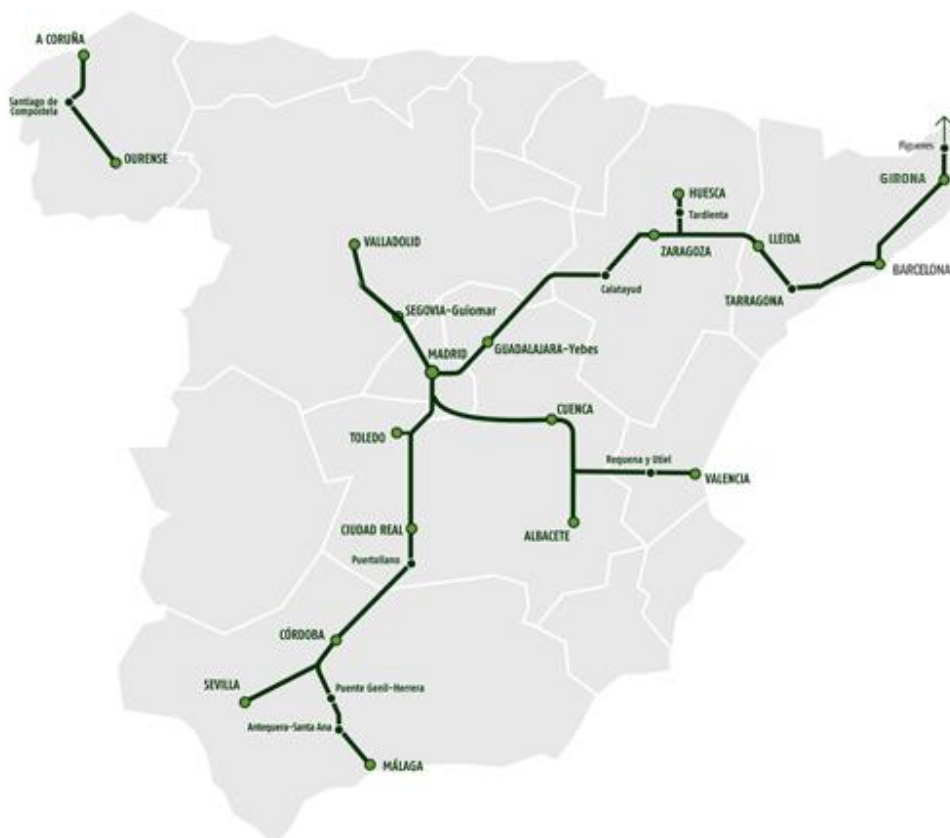 A CORUÑA
Santiago de
Compostela
OURENSE
Figueres
GIRONA
HUESCA
Tardienta
VALLADOLID
ZARAGOZA
LLEIDA
BARCELONA
Calatayud
TARRAGONA
SEGOVIA-Guiomar
GUADALAJARA-Yebes
MADRID
CUENCA
TOLEDO
Requena y Utiel
VALENCIA
CIUDAD REAL
ALBACETE
Puertollano
CÓRDOBA
SEVILLA
Puente Genil-Herrera
Antequera-Santa Ana
MÁLAGA